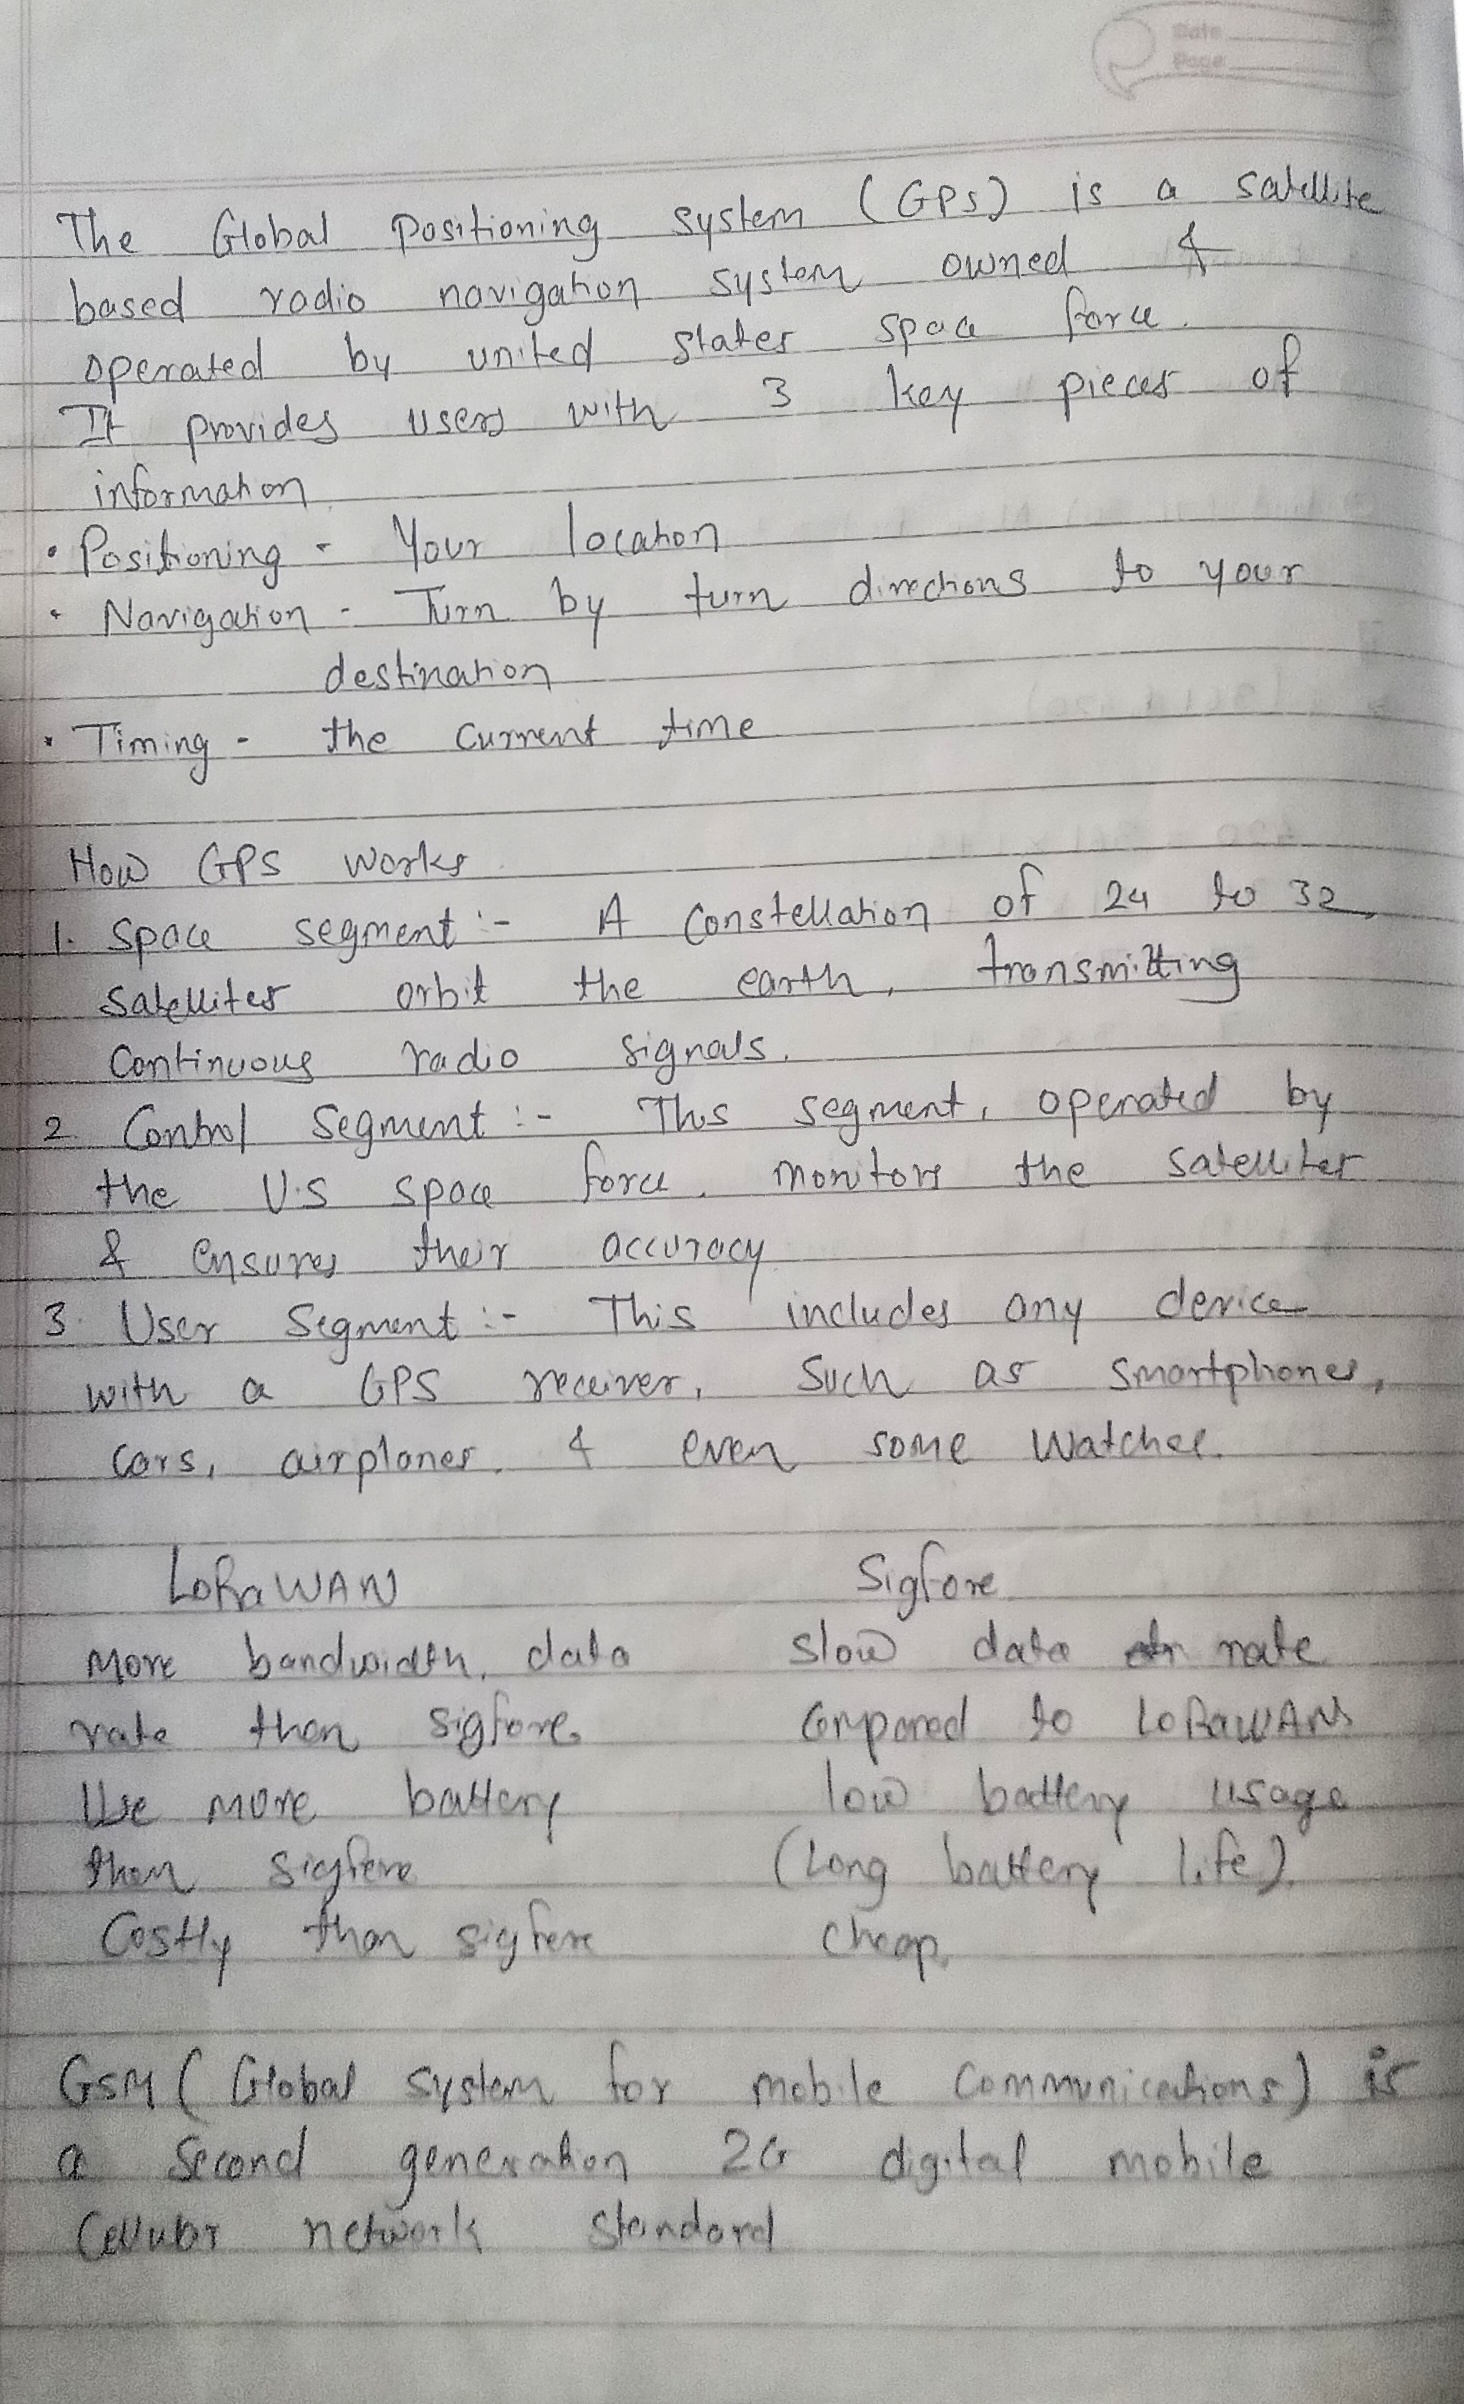 Date
Page
The Global Positioning system (GPS) is a satellite
based radio navigation system owned &
operated by united states space force.
It provides users with 3 key pieces of
information.
• Positioning - Your location
• Navigation - Turn by turn directions to your
destination
• Timing - the current time
How GPS works
1. Space segment :- A constellation of 24 to 32,
satellites orbit the earth, transmitting
Continuous radio signals.
2. Control Segment :- This segment, operated by
the U.S space force, monitors the satellites
& ensures their accuracy
3. User Segment :- This includes any device
with a GPS receiver, such as smartphones,
cars, airplanes, & even some watches.
LoRaWAN Sigfore
More bandwidth, data slow data rate
rate than sigfore. Compared to LoRaWANs
Use more battery low battery usage
than sigfere (Long battery life).
Costly than sigfere cheap.
GSM ( Global system for mobile Communications) is
a Second generation 2G digital mobile
Cellular network standard